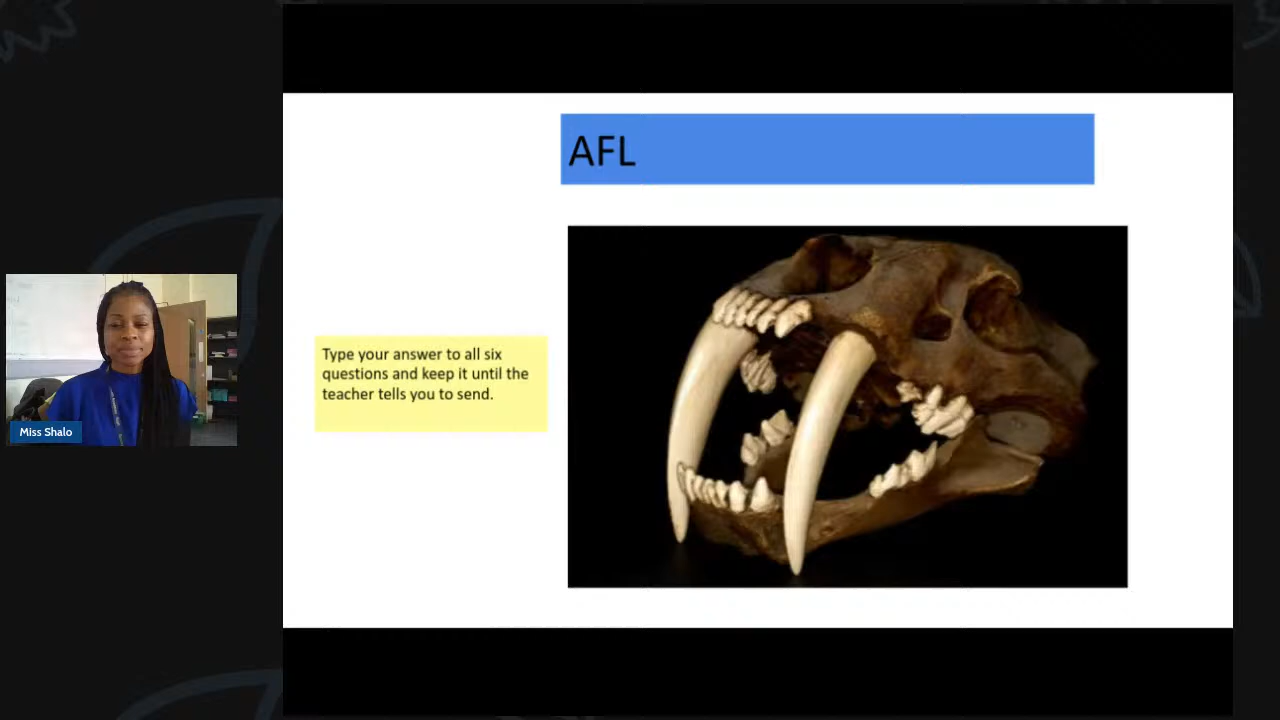 AFL
Type your answer to all six
questions and keep it until the
teacher tells you to send.
Miss Shalo